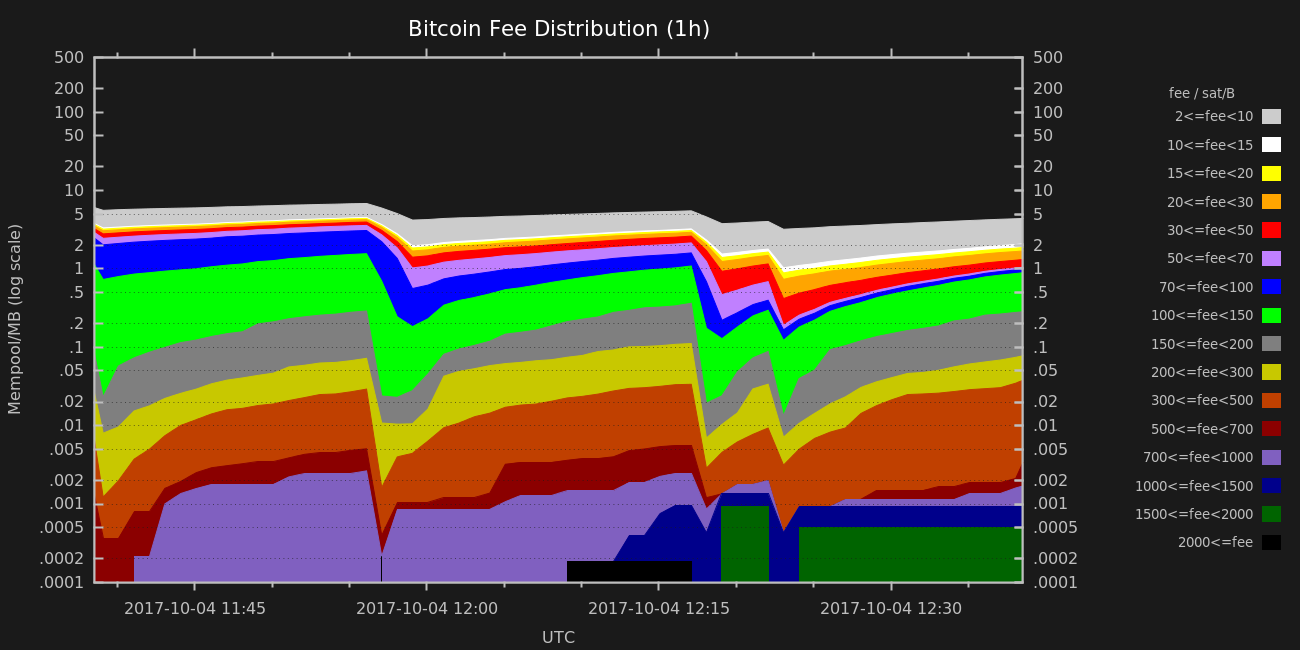 Bitcoin Fee Distribution (1h)
500 500
200 200
100 100
50 50
20 20
10 10
5 5
2 2
1 1
.5 .5
.2 .2
.1 .1
.05 .05
.02 .02
.01 .01
.005 .005
.002 .002
.001 .001
.0005 .0005
.0002 .0002
.0001 .0001
Mempool/MB (log scale)
2017-10-04 11:45 2017-10-04 12:00 2017-10-04 12:15 2017-10-04 12:30
UTC
fee / sat/B
2<=fee<10
10<=fee<15
15<=fee<20
20<=fee<30
30<=fee<50
50<=fee<70
70<=fee<100
100<=fee<150
150<=fee<200
200<=fee<300
300<=fee<500
500<=fee<700
700<=fee<1000
1000<=fee<1500
1500<=fee<2000
2000<=fee